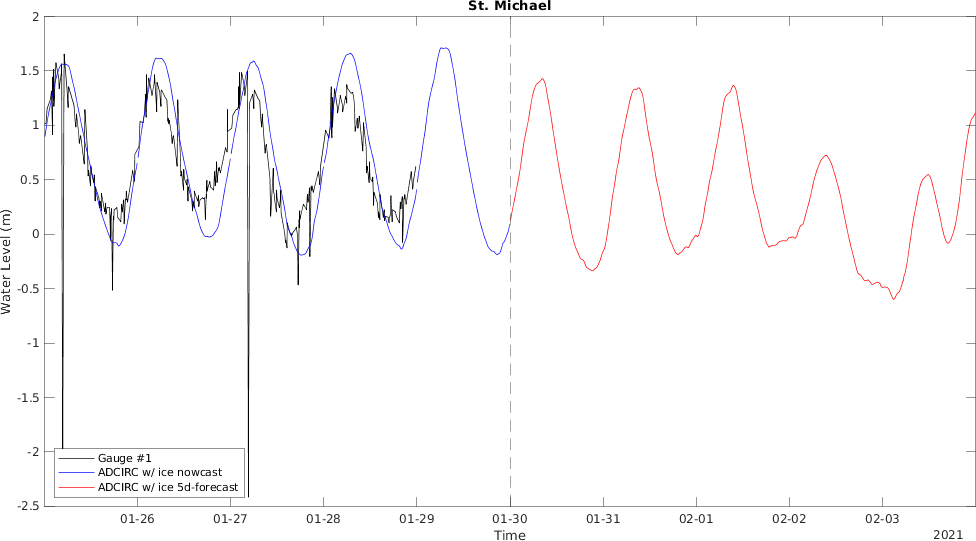 St. Michael
Water Level (m)
2
1.5
1
0.5
0
-0.5
-1
-1.5
-2
-2.5
Gauge #1
ADCIRC w/ ice nowcast
ADCIRC w/ ice 5d-forecast
01-26 01-27 01-28 01-29 01-30 01-31 02-01 02-02 02-03
Time
2021